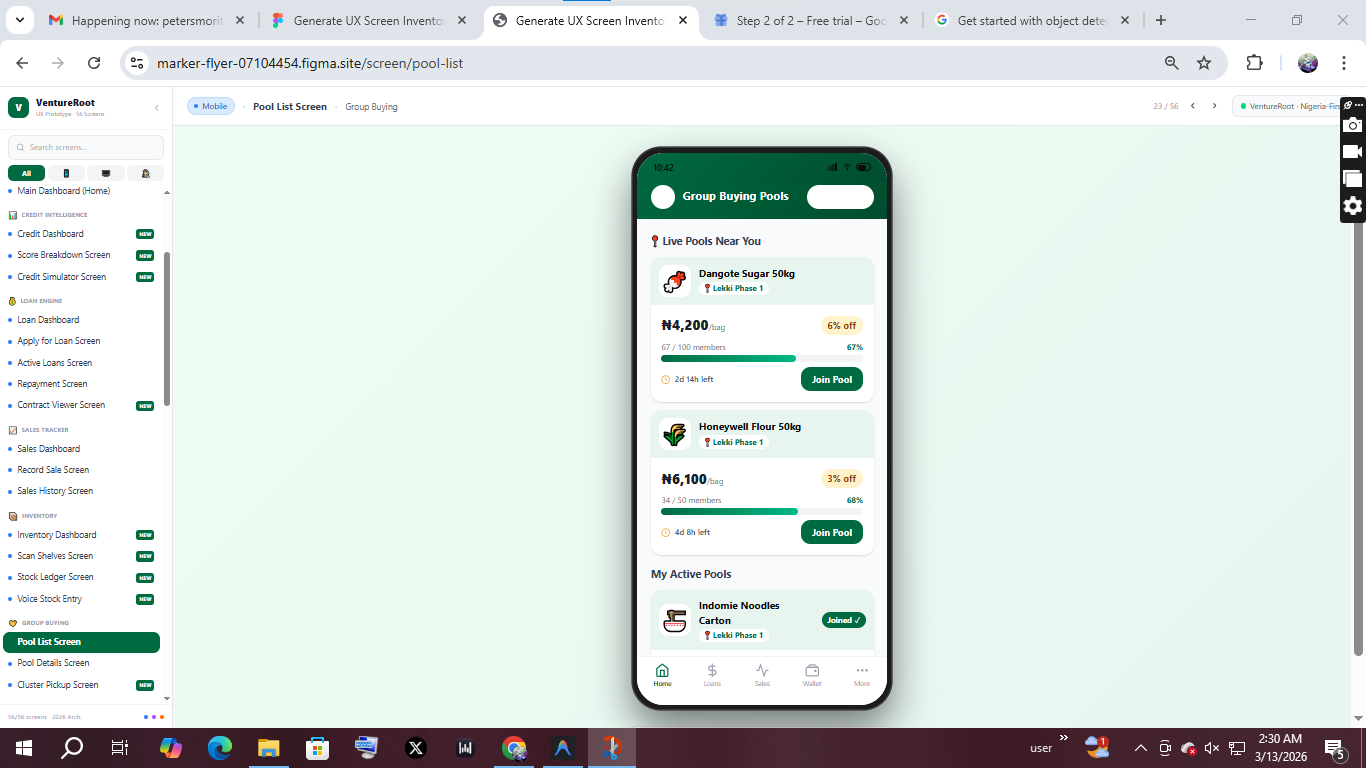 Happening now: petersmorit
Generate UX Screen Invento
Generate UX Screen Invento
Step 2 of 2 – Free trial – Goo
Get started with object dete
marker-flyer-07104454.figma.site/screen/pool-list
V
VentureRoot
UX Prototype · 56 Screens
Search screens...
All
Main Dashboard (Home)
CREDIT INTELLIGENCE
Credit Dashboard NEW
Score Breakdown Screen NEW
Credit Simulator Screen NEW
LOAN ENGINE
Loan Dashboard
Apply for Loan Screen
Active Loans Screen
Repayment Screen
Contract Viewer Screen NEW
SALES TRACKER
Sales Dashboard
Record Sale Screen
Sales History Screen
INVENTORY
Inventory Dashboard NEW
Scan Shelves Screen NEW
Stock Ledger Screen NEW
Voice Stock Entry NEW
GROUP BUYING
Pool List Screen
Pool Details Screen
Cluster Pickup Screen NEW
56/56 screens · 2026 Arch.
Mobile · Pool List Screen · Group Buying
23 / 56
VentureRoot · Nigeria-Firs
10:42
Group Buying Pools
Live Pools Near You
Dangote Sugar 50kg
Lekki Phase 1
₦4,200/bag
6% off
67 / 100 members 67%
2d 14h left
Join Pool
Honeywell Flour 50kg
Lekki Phase 1
₦6,100/bag
3% off
34 / 50 members 68%
4d 8h left
Join Pool
My Active Pools
Indomie Noodles
Carton
Joined ✓
Lekki Phase 1
Home
Loans
Sales
Wallet
More
user
1
2:30 AM
3/13/2026
5